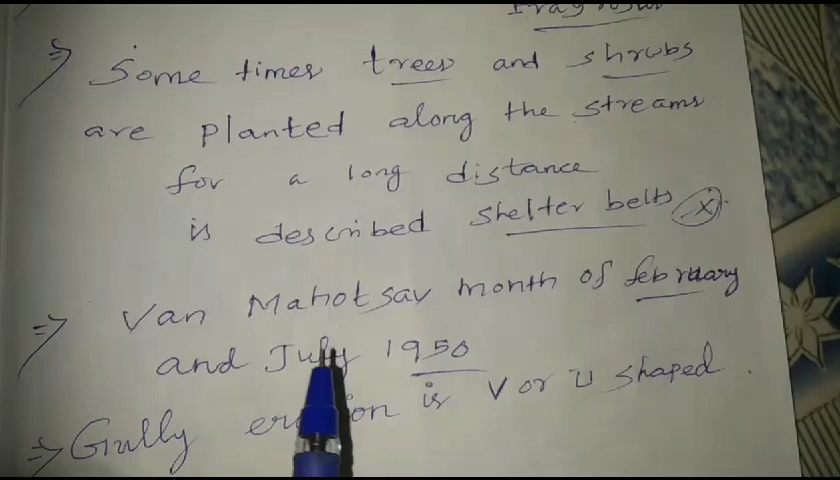 => Some times trees and shrubs
are planted along the streams
for a long distance
is described shelter belts X.
=> Van Mahotsav month of february
and July 1950
=> Gully is V or U shaped.